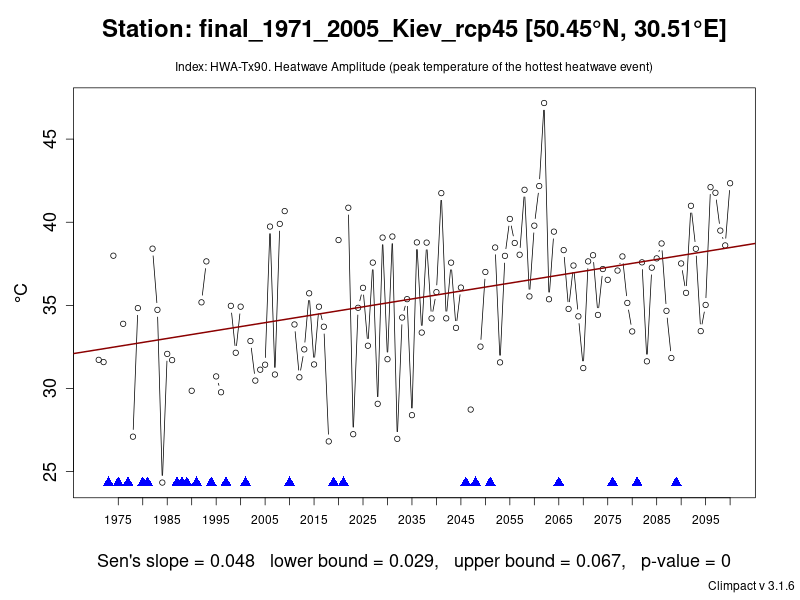 Station: final_1971_2005_Kiev_rcp45 [50.45°N, 30.51°E]
Index: HWA-Tx90. Heatwave Amplitude (peak temperature of the hottest heatwave event)
45
40
35
30
25
°C
1975 1985 1995 2005 2015 2025 2035 2045 2055 2065 2075 2085 2095
Sen's slope = 0.048 lower bound = 0.029, upper bound = 0.067, p-value = 0
Climpact v 3.1.6